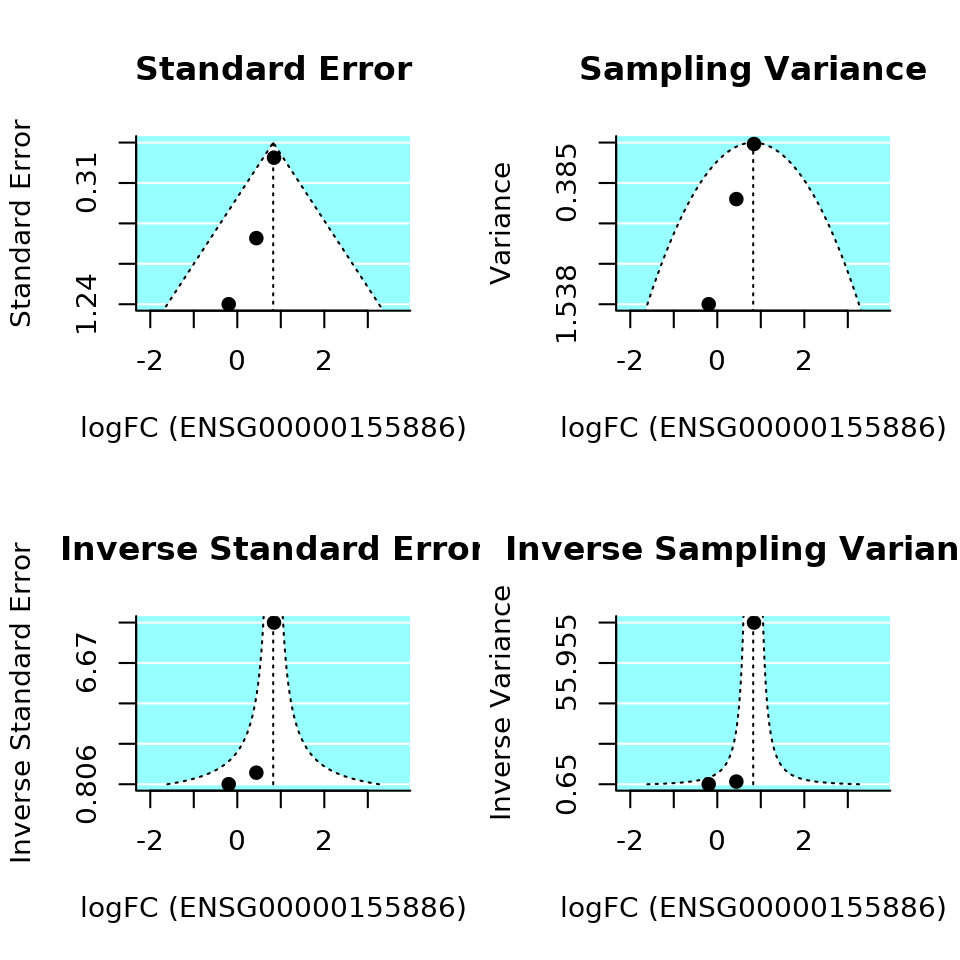 Standard Error
Standard Error
0.31
1.24
-2 0 2
logFC (ENSG00000155886)
Sampling Variance
Variance
0.385
1.538
-2 0 2
logFC (ENSG00000155886)
Inverse Standard Error
Inverse Standard Error
6.67
0.806
-2 0 2
logFC (ENSG00000155886)
Inverse Sampling Varian
Inverse Variance
55.955
0.65
-2 0 2
logFC (ENSG00000155886)